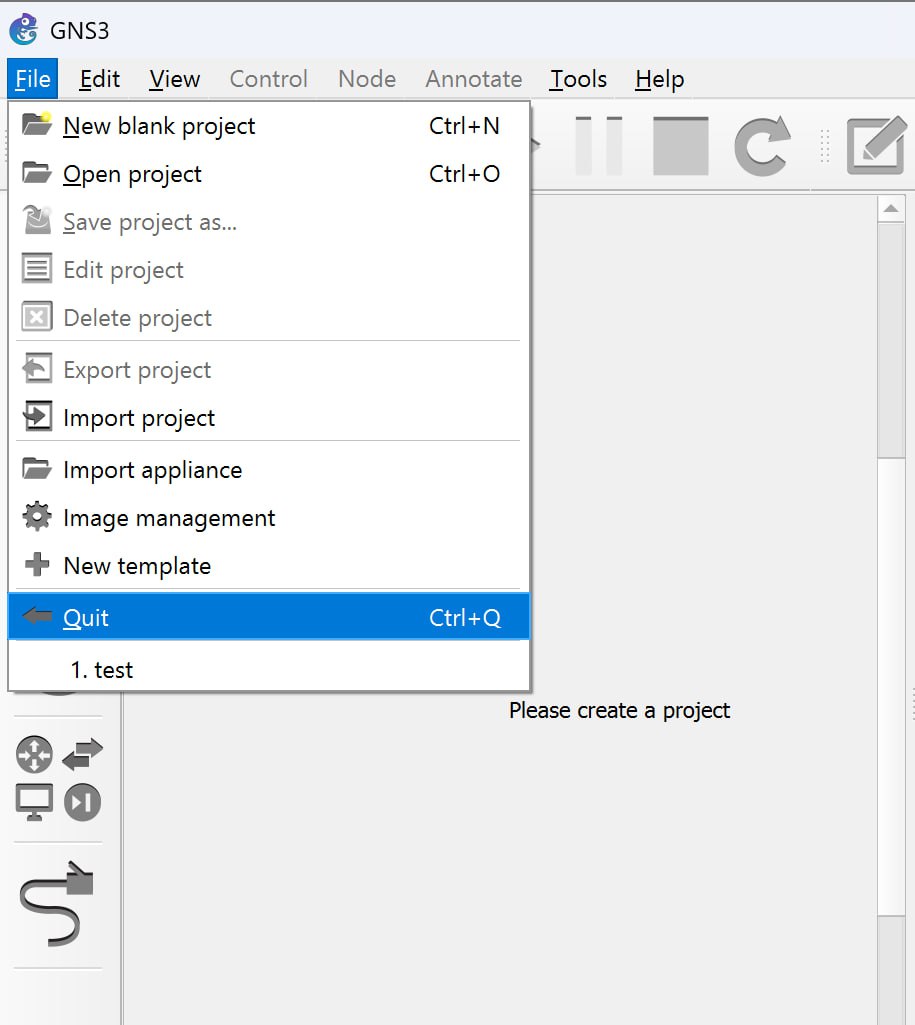 GNS3
File Edit View Control Node Annotate Tools Help
New blank project Ctrl+N
Open project Ctrl+O
Save project as...
Edit project
Delete project
Export project
Import project
Import appliance
Image management
New template
Quit Ctrl+Q
1. test
Please create a project